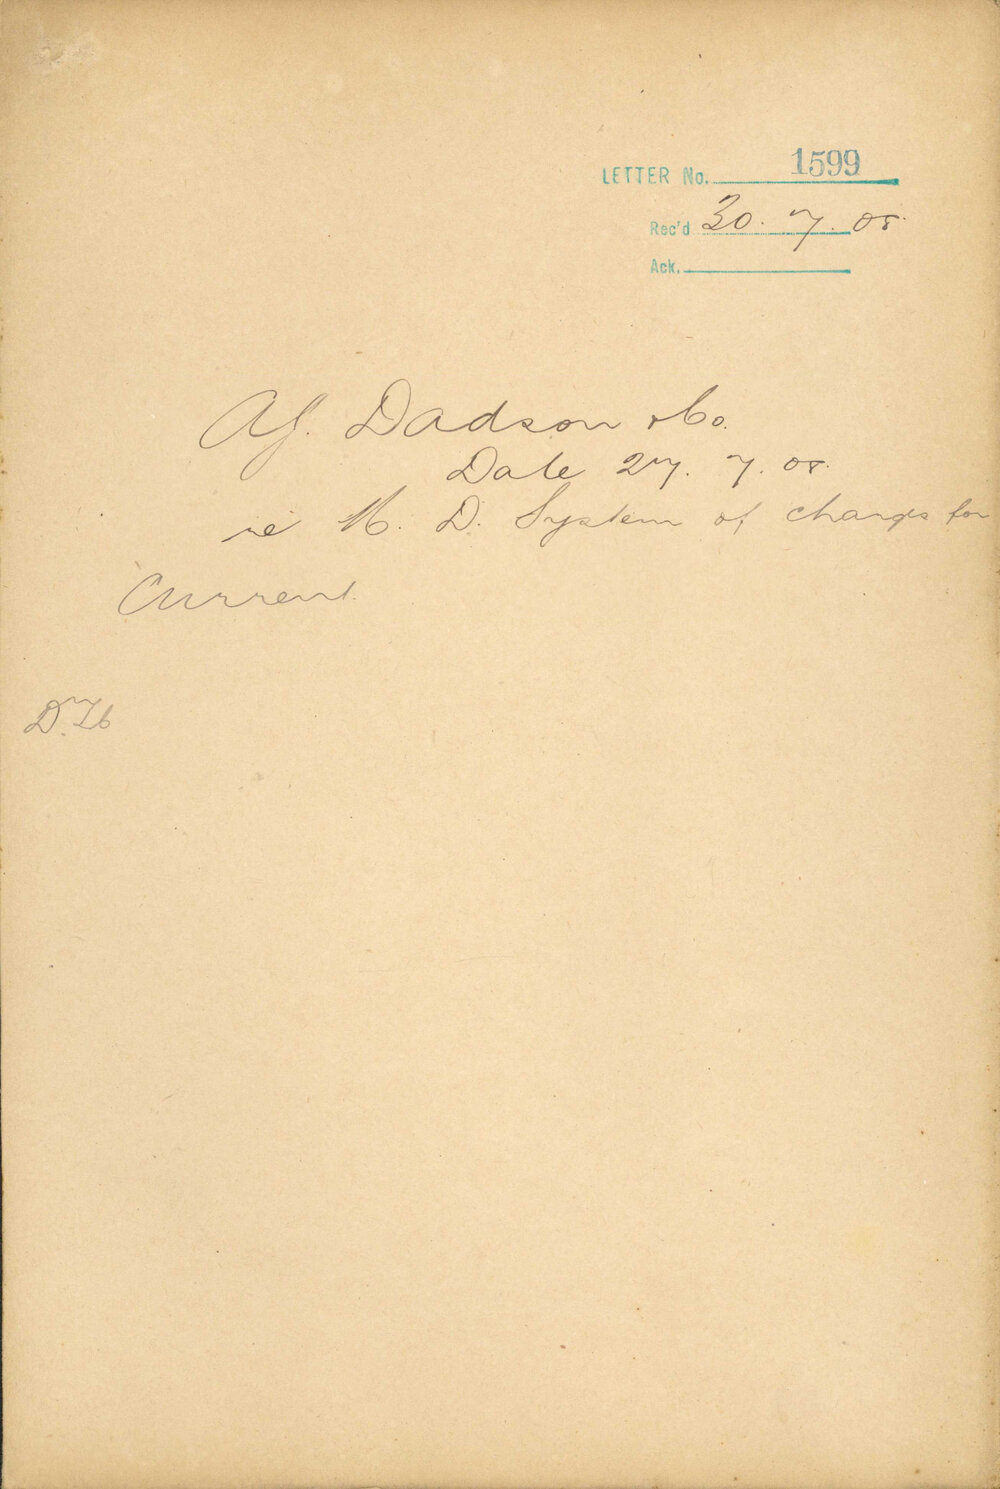 LETTER No. 1599
Rec'd 30. 7. 08.
Ack.
A J. Dadson & Co.
Date 27. 7. 08.
re M. D. System of charges for
Current.